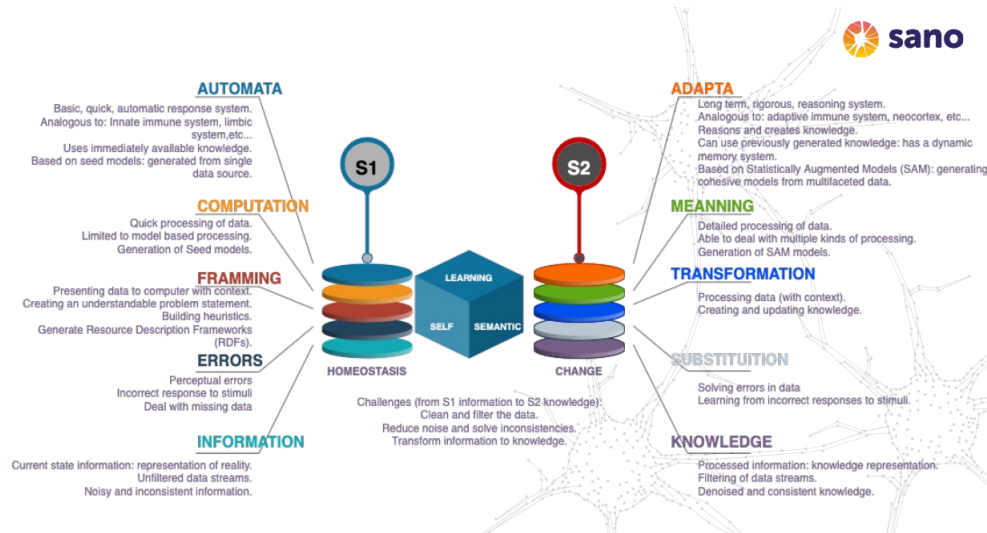 sano
AUTOMATA
Basic, quick, automatic response system.
Analogous to: Innate immune system, limbic
system,etc...
Uses immediately available knowledge.
Based on seed models: generated from single
data source.
COMPUTATION
Quick processing of data.
Limited to model based processing.
Generation of Seed models.
FRAMMING
Presenting data to computer with context.
Creating an understandable problem statement.
Building heuristics.
Generate Resource Description Frameworks
(RDFs).
ERRORS
Perceptual errors
Incorrect response to stimuli
Deal with missing data
INFORMATION
Current state information: representation of reality.
Unfiltered data streams.
Noisy and inconsistent information.
S1
HOMEOSTASIS
LEARNING
SELF
SEMANTIC
S2
CHANGE
Challenges (from S1 information to S2 knowledge):
Clean and filter the data.
Reduce noise and solve inconsistencies.
Transform information to knowledge.
ADAPTA
Long term, rigorous, reasoning system.
Analogous to: adaptive immune system, neocortex, etc...
Reasons and creates knowledge.
Can use previously generated knowledge: has a dynamic
memory system.
Based on Statistically Augmented Models (SAM): generating
cohesive models from multifaceted data.
MEANNING
Detailed processing of data.
Able to deal with multiple kinds of processing.
Generation of SAM models.
TRANSFORMATION
Processing data (with context).
Creating and updating knowledge.
SUBSTITUITION
Solving errors in data
Learning from incorrect responses to stimuli.
KNOWLEDGE
Processed information: knowledge representation.
Filtering of data streams.
Denoised and consistent knowledge.